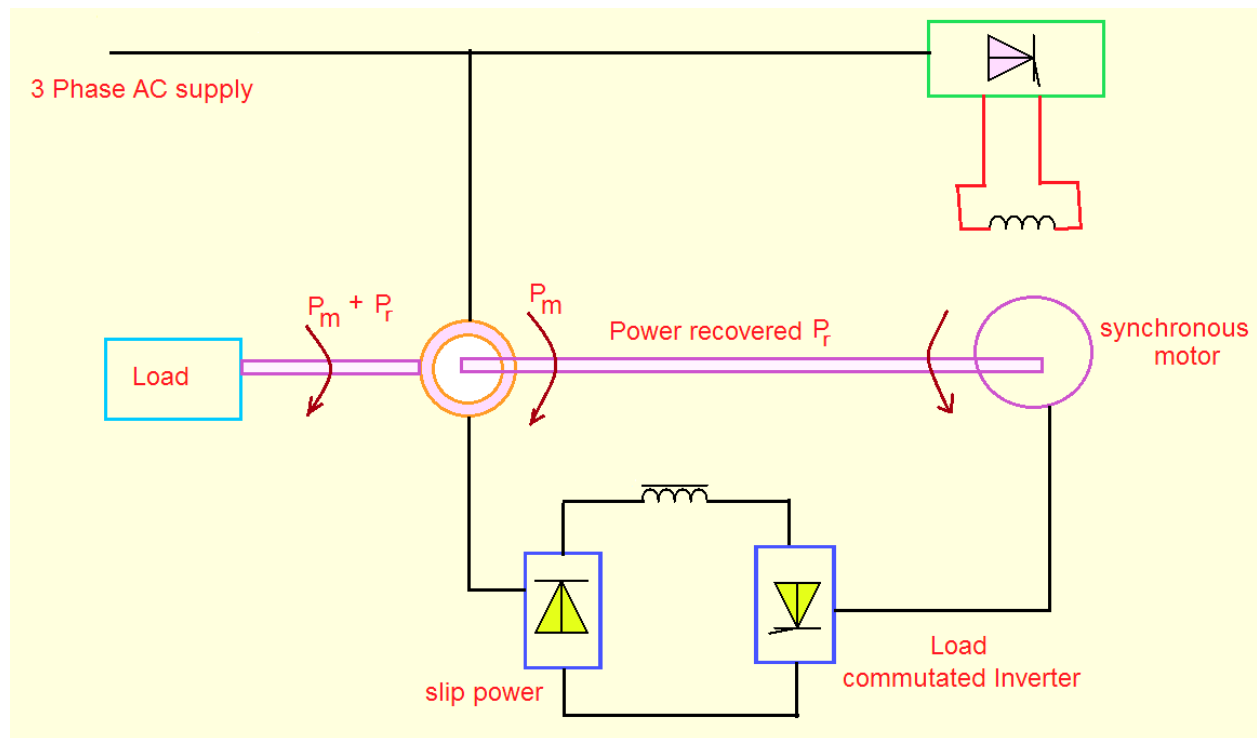 3 Phase AC supply
Pm + Pr
Pm
Power recovered Pr
synchronous
motor
Load
slip power
Load
commutated Inverter